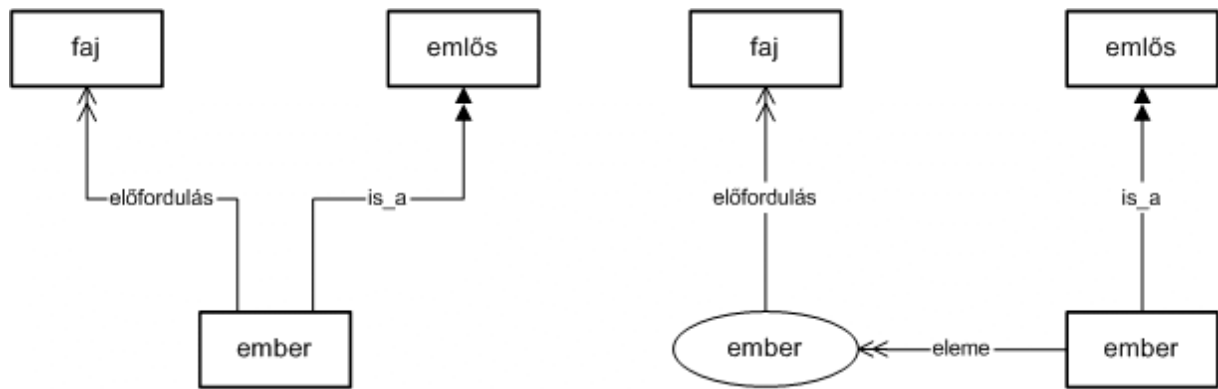 faj
emlős
előfordulás
is_a
ember
faj
emlős
előfordulás
is_a
ember
eleme
ember